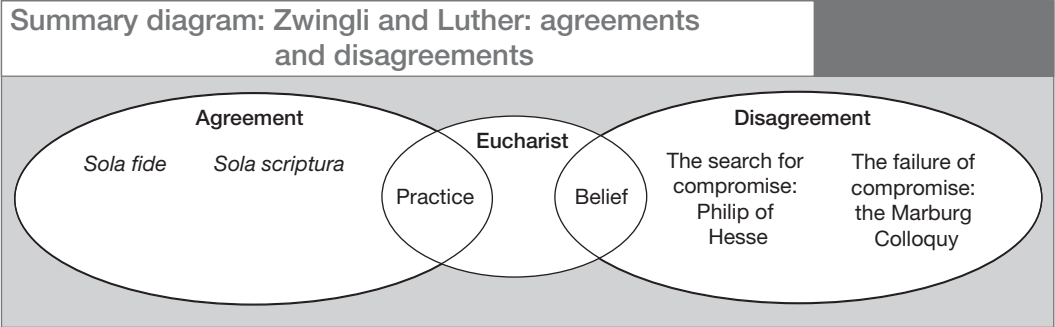 Summary diagram: Zwingli and Luther: agreements
and disagreements
Agreement
Sola fide
Sola scriptura
Practice
Eucharist
Belief
Disagreement
The search for
compromise:
Philip of
Hesse
The failure of
compromise:
the Marburg
Colloquy